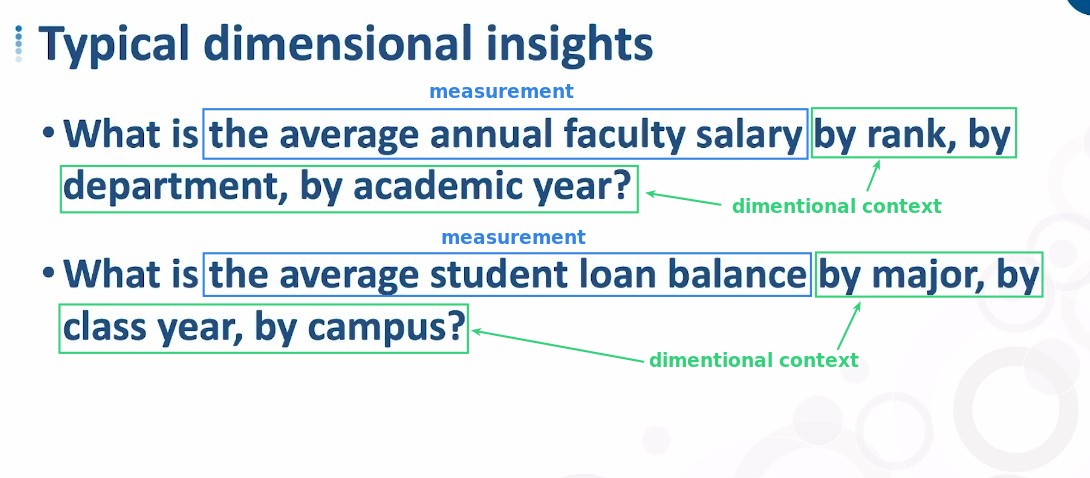 Typical dimensional insights
measurement
• What is the average annual faculty salary by rank, by
department, by academic year?
dimentional context
measurement
• What is the average student loan balance by major, by
class year, by campus?
dimentional context